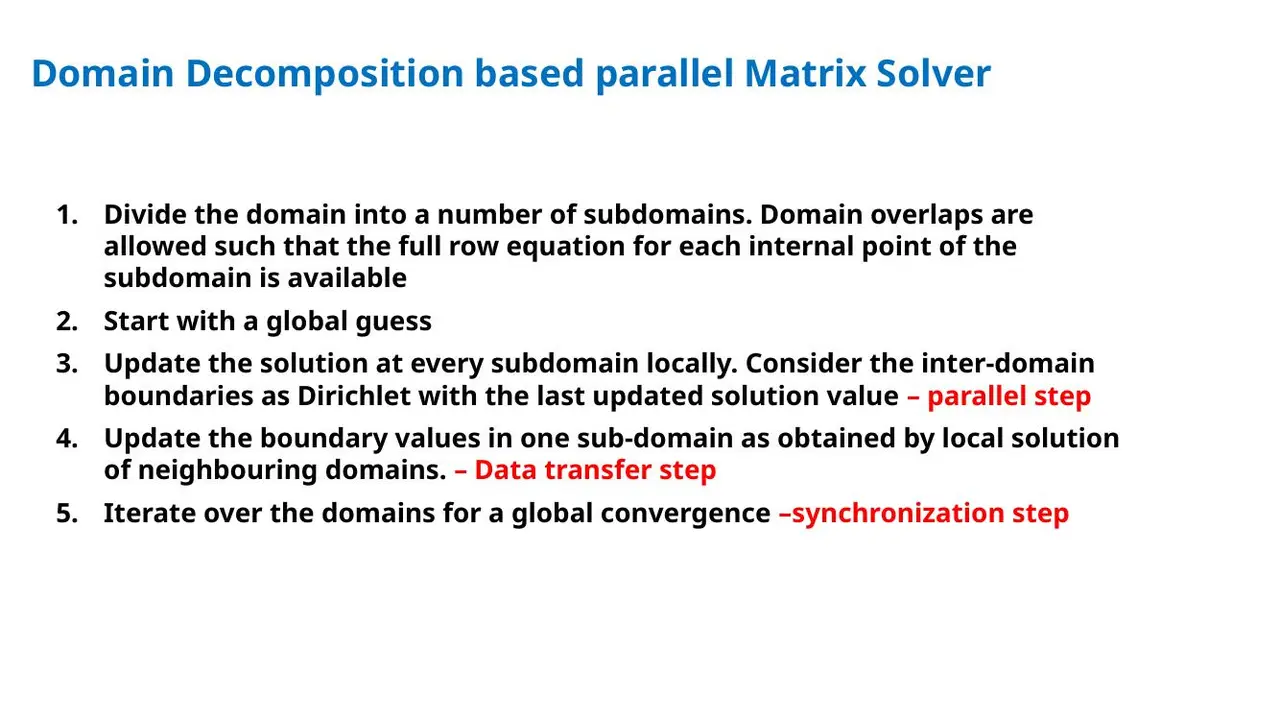 Domain Decomposition based parallel Matrix Solver
1. Divide the domain into a number of subdomains. Domain overlaps are
allowed such that the full row equation for each internal point of the
subdomain is available
2. Start with a global guess
3. Update the solution at every subdomain locally. Consider the inter-domain
boundaries as Dirichlet with the last updated solution value – parallel step
4. Update the boundary values in one sub-domain as obtained by local solution
of neighbouring domains. – Data transfer step
5. Iterate over the domains for a global convergence –synchronization step